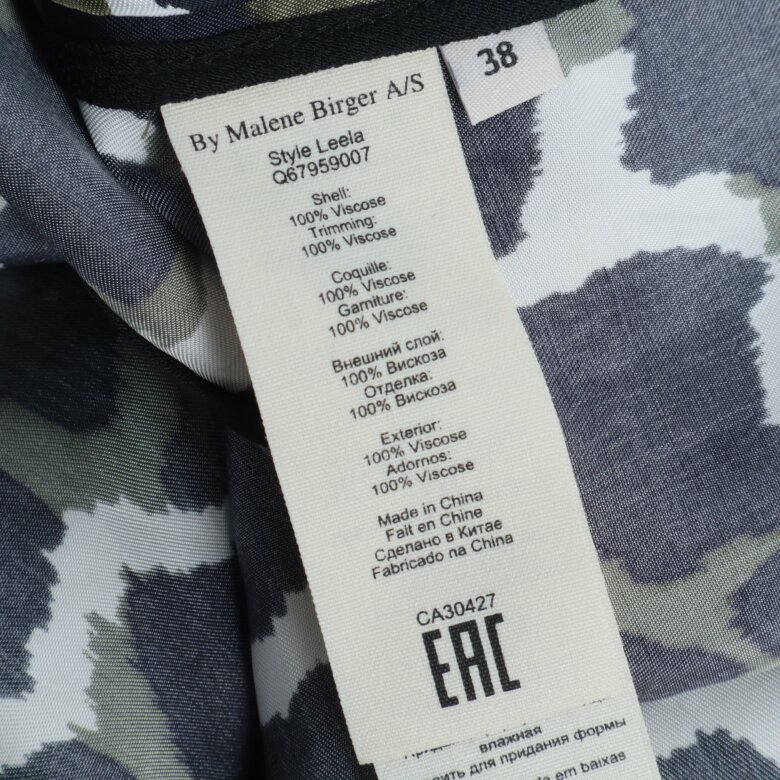 38
By Malene Birger A/S
Style Leela
Q67959007
Shell:
100% Viscose
Trimming:
100% Viscose
Coquille:
100% Viscose
Garniture:
100% Viscose
Внешний слой:
100% Вискоза
Отделка:
100% Вискоза
Exterior:
100% Viscose
Adornos:
100% Viscose
Made in China
Fait en Chine
Сделано в Китае
Fabricado na China
CA30427
EAC
влажная
для придания формы
em baixas